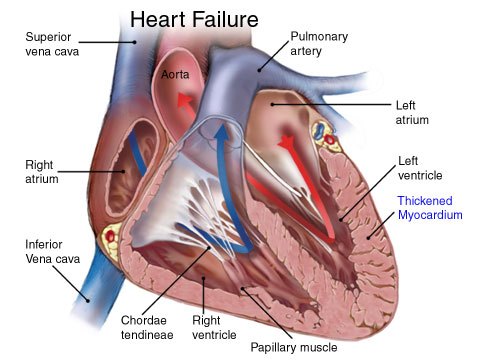 Heart Failure
Superior
vena cava
Pulmonary
artery
Aorta
Left
atrium
Right
atrium
Left
ventricle
Thickened
Myocardium
Inferior
Vena cava
Chordae
tendineae
Right
ventricle
Papillary muscle